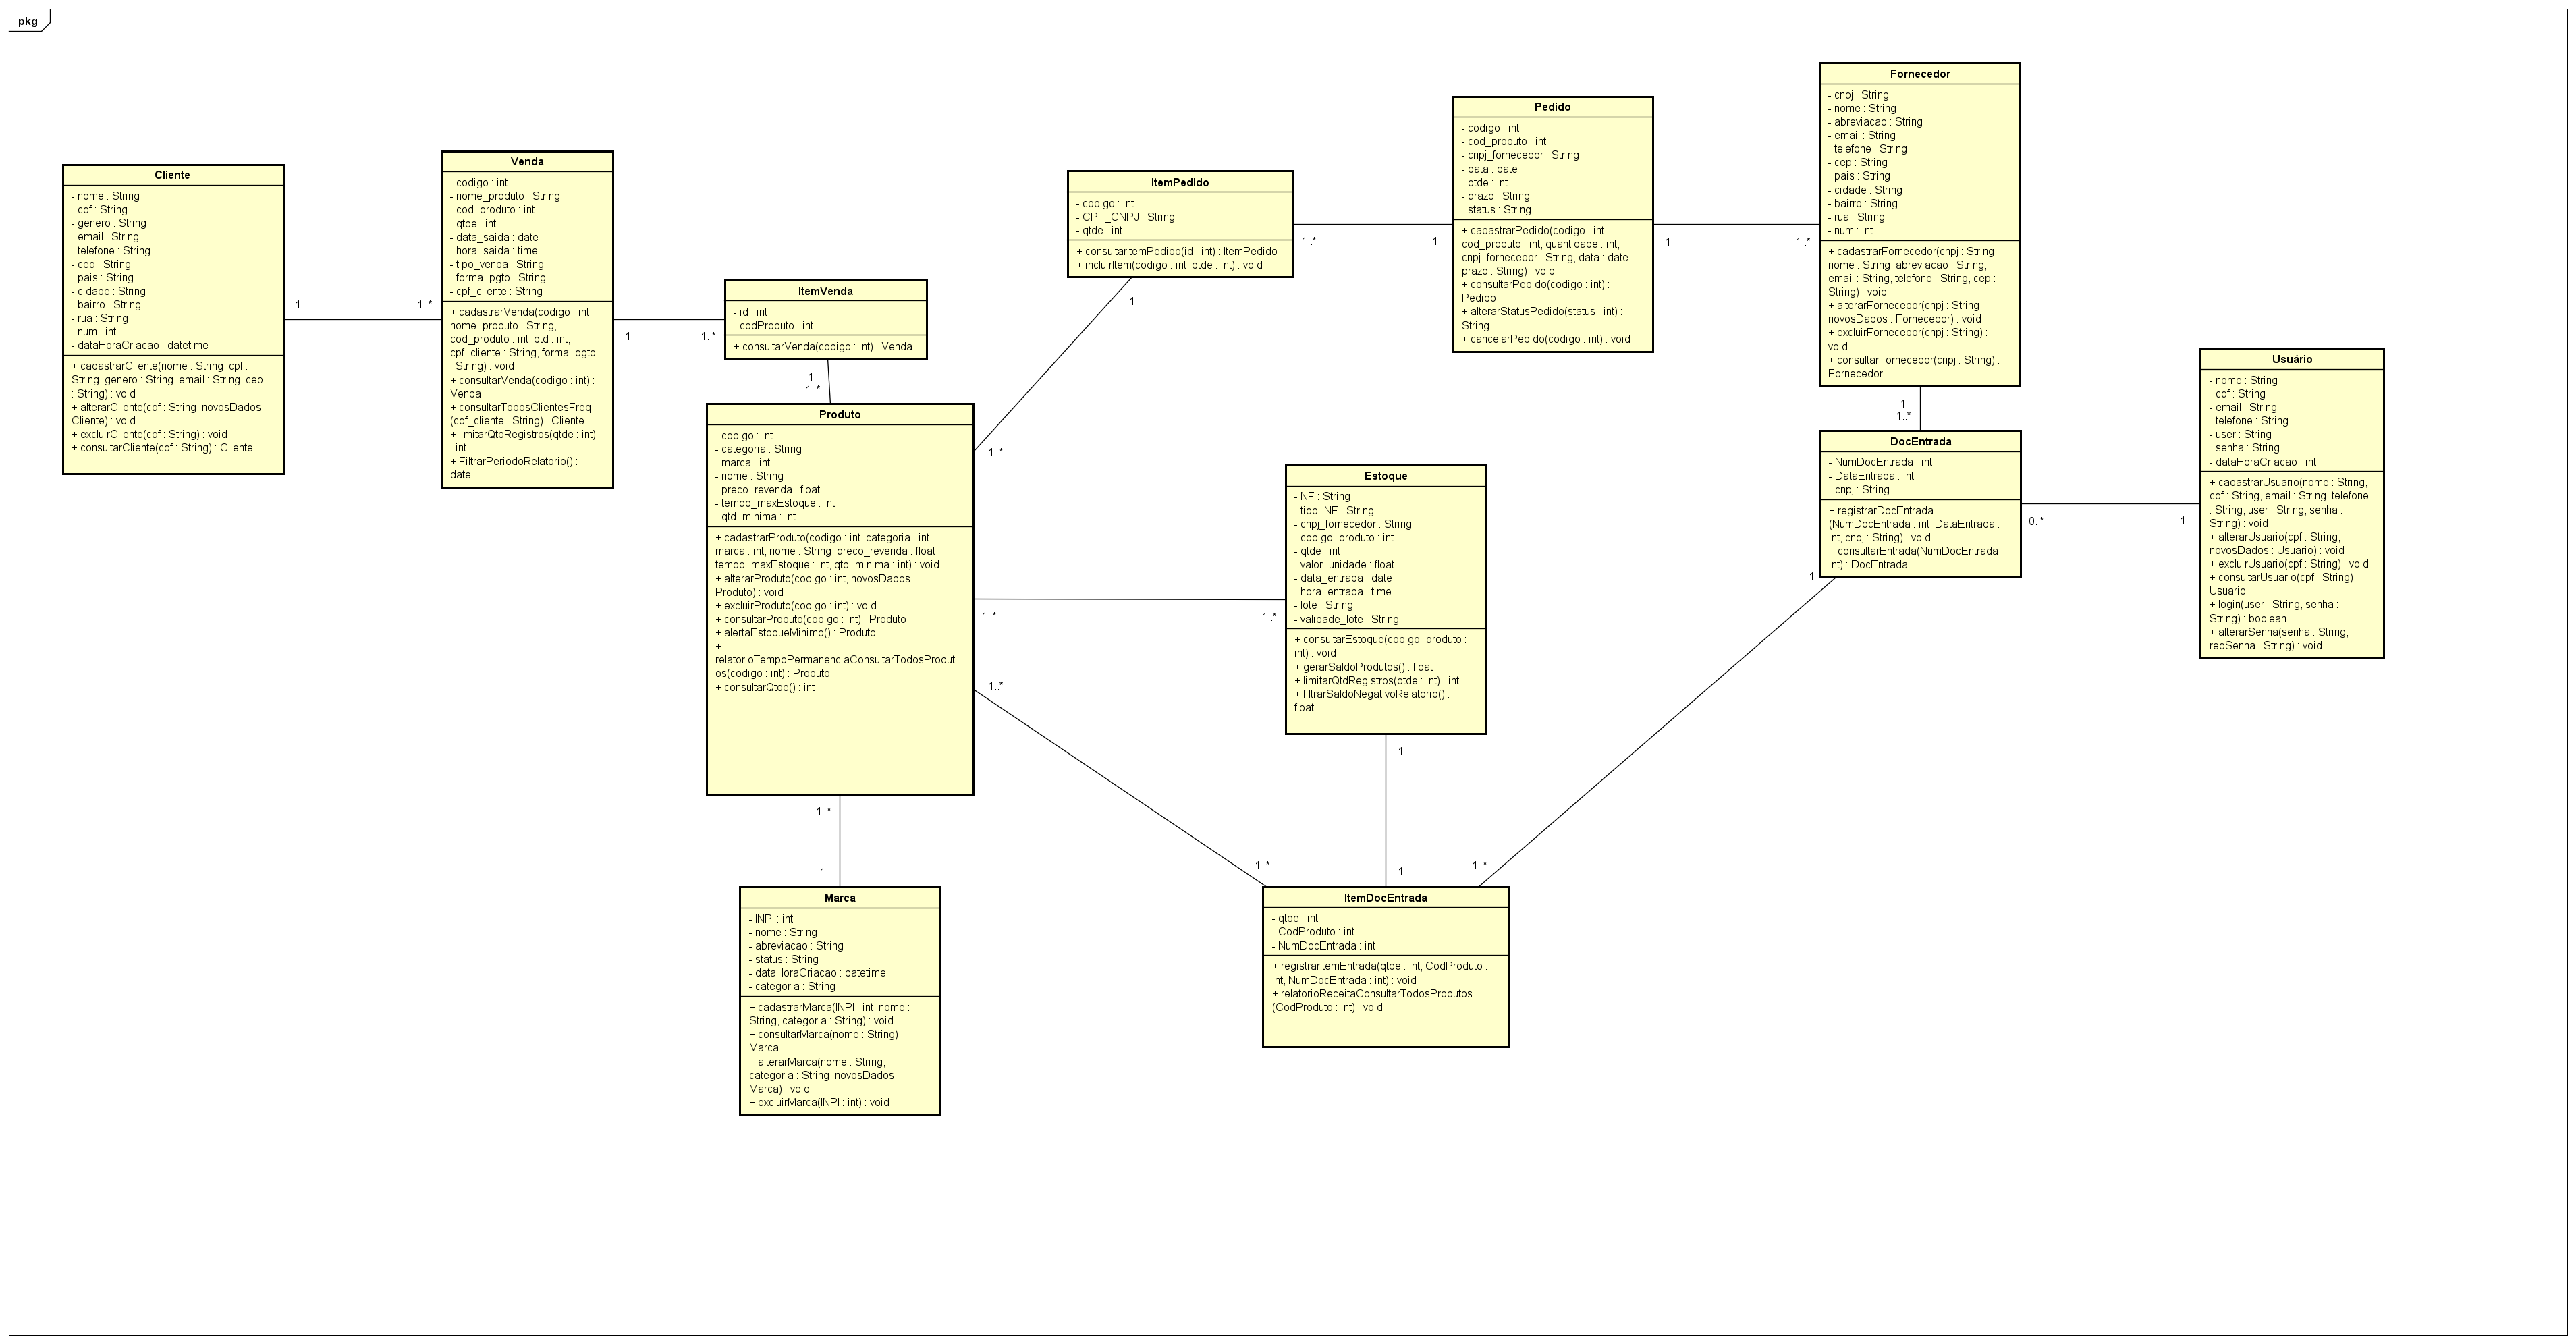 pkg
Cliente
- nome : String
- cpf : String
- genero : String
- email : String
- telefone : String
- cep : String
- pais : String
- cidade : String
- bairro : String
- rua : String
- num : int
- dataHoraCriacao : datetime
+ cadastrarCliente(nome : String, cpf :
String, genero : String, email : String, cep
: String) : void
+ alterarCliente(cpf : String, novosDados :
Cliente) : void
+ excluirCliente(cpf : String) : void
+ consultarCliente(cpf : String) : Cliente
1
1..*
Venda
- codigo : int
- nome_produto : String
- cod_produto : int
- qtde : int
- data_saida : date
- hora_saida : time
- tipo_venda : String
- forma_pgto : String
- cpf_cliente : String
+ cadastrarVenda(codigo : int,
nome_produto : String,
cod_produto : int, qtd : int,
cpf_cliente : String, forma_pgto
: String) : void
+ consultarVenda(codigo : int) :
Venda
+ consultarTodosClientesFreq
(cpf_cliente : String) : Cliente
+ limitarQtdRegistros(qtde : int)
: int
+ FiltrarPeriodoRelatorio() :
date
1
1..*
ItemVenda
- id : int
- codProduto : int
+ consultarVenda(codigo : int) : Venda
1
1..*
Produto
- codigo : int
- categoria : String
- marca : int
- nome : String
- preco_revenda : float
- tempo_maxEstoque : int
- qtd_minima : int
+ cadastrarProduto(codigo : int, categoria : int,
marca : int, nome : String, preco_revenda : float,
tempo_maxEstoque : int, qtd_minima : int) : void
+ alterarProduto(codigo : int, novosDados :
Produto) : void
+ excluirProduto(codigo : int) : void
+ consultarProduto(codigo : int) : Produto
+ alertaEstoqueMinimo() : Produto
+
relatorioTempoPermanenciaConsultarTodosProdut
os(codigo : int) : Produto
+ consultarQtde() : int
1..*
1
Marca
- INPI : int
- nome : String
- abreviacao : String
- status : String
- dataHoraCriacao : datetime
- categoria : String
+ cadastrarMarca(INPI : int, nome :
String, categoria : String) : void
+ consultarMarca(nome : String) :
Marca
+ alterarMarca(nome : String,
categoria : String, novosDados :
Marca) : void
+ excluirMarca(INPI : int) : void
ItemPedido
- codigo : int
- CPF_CNPJ : String
- qtde : int
+ consultarItemPedido(id : int) : ItemPedido
+ incluirItem(codigo : int, qtde : int) : void
1
1..*
1..*
1
Pedido
- codigo : int
- cod_produto : int
- cnpj_fornecedor : String
- data : date
- qtde : int
- prazo : String
- status : String
+ cadastrarPedido(codigo : int,
cod_produto : int, quantidade : int,
cnpj_fornecedor : String, data : date,
prazo : String) : void
+ consultarPedido(codigo : int) :
Pedido
+ alterarStatusPedido(status : int) :
String
+ cancelarPedido(codigo : int) : void
1
1..*
Fornecedor
- cnpj : String
- nome : String
- abreviacao : String
- email : String
- telefone : String
- cep : String
- pais : String
- cidade : String
- bairro : String
- rua : String
- num : int
+ cadastrarFornecedor(cnpj : String,
nome : String, abreviacao : String,
email : String, telefone : String, cep :
String) : void
+ alterarFornecedor(cnpj : String,
novosDados : Fornecedor) : void
+ excluirFornecedor(cnpj : String) :
void
+ consultarFornecedor(cnpj : String) :
Fornecedor
1
1..*
DocEntrada
- NumDocEntrada : int
- DataEntrada : int
- cnpj : String
+ registrarDocEntrada
(NumDocEntrada : int, DataEntrada :
int, cnpj : String) : void
+ consultarEntrada(NumDocEntrada :
int) : DocEntrada
0..*
1
Usuário
- nome : String
- cpf : String
- email : String
- telefone : String
- user : String
- senha : String
- dataHoraCriacao : int
+ cadastrarUsuario(nome : String,
cpf : String, email : String, telefone
: String, user : String, senha :
String) : void
+ alterarUsuario(cpf : String,
novosDados : Usuario) : void
+ excluirUsuario(cpf : String) : void
+ consultarUsuario(cpf : String) :
Usuario
+ login(user : String, senha :
String) : boolean
+ alterarSenha(senha : String,
repSenha : String) : void
Estoque
- NF : String
- tipo_NF : String
- cnpj_fornecedor : String
- codigo_produto : int
- qtde : int
- valor_unidade : float
- data_entrada : date
- hora_entrada : time
- lote : String
- validade_lote : String
+ consultarEstoque(codigo_produto :
int) : void
+ gerarSaldoProdutos() : float
+ limitarQtdRegistros(qtde : int) : int
+ filtrarSaldoNegativoRelatorio() :
float
1..*
1..*
1
1
1..*
1..*
1
1..*
ItemDocEntrada
- qtde : int
- CodProduto : int
- NumDocEntrada : int
+ registrarItemEntrada(qtde : int, CodProduto :
int, NumDocEntrada : int) : void
+ relatorioReceitaConsultarTodosProdutos
(CodProduto : int) : void